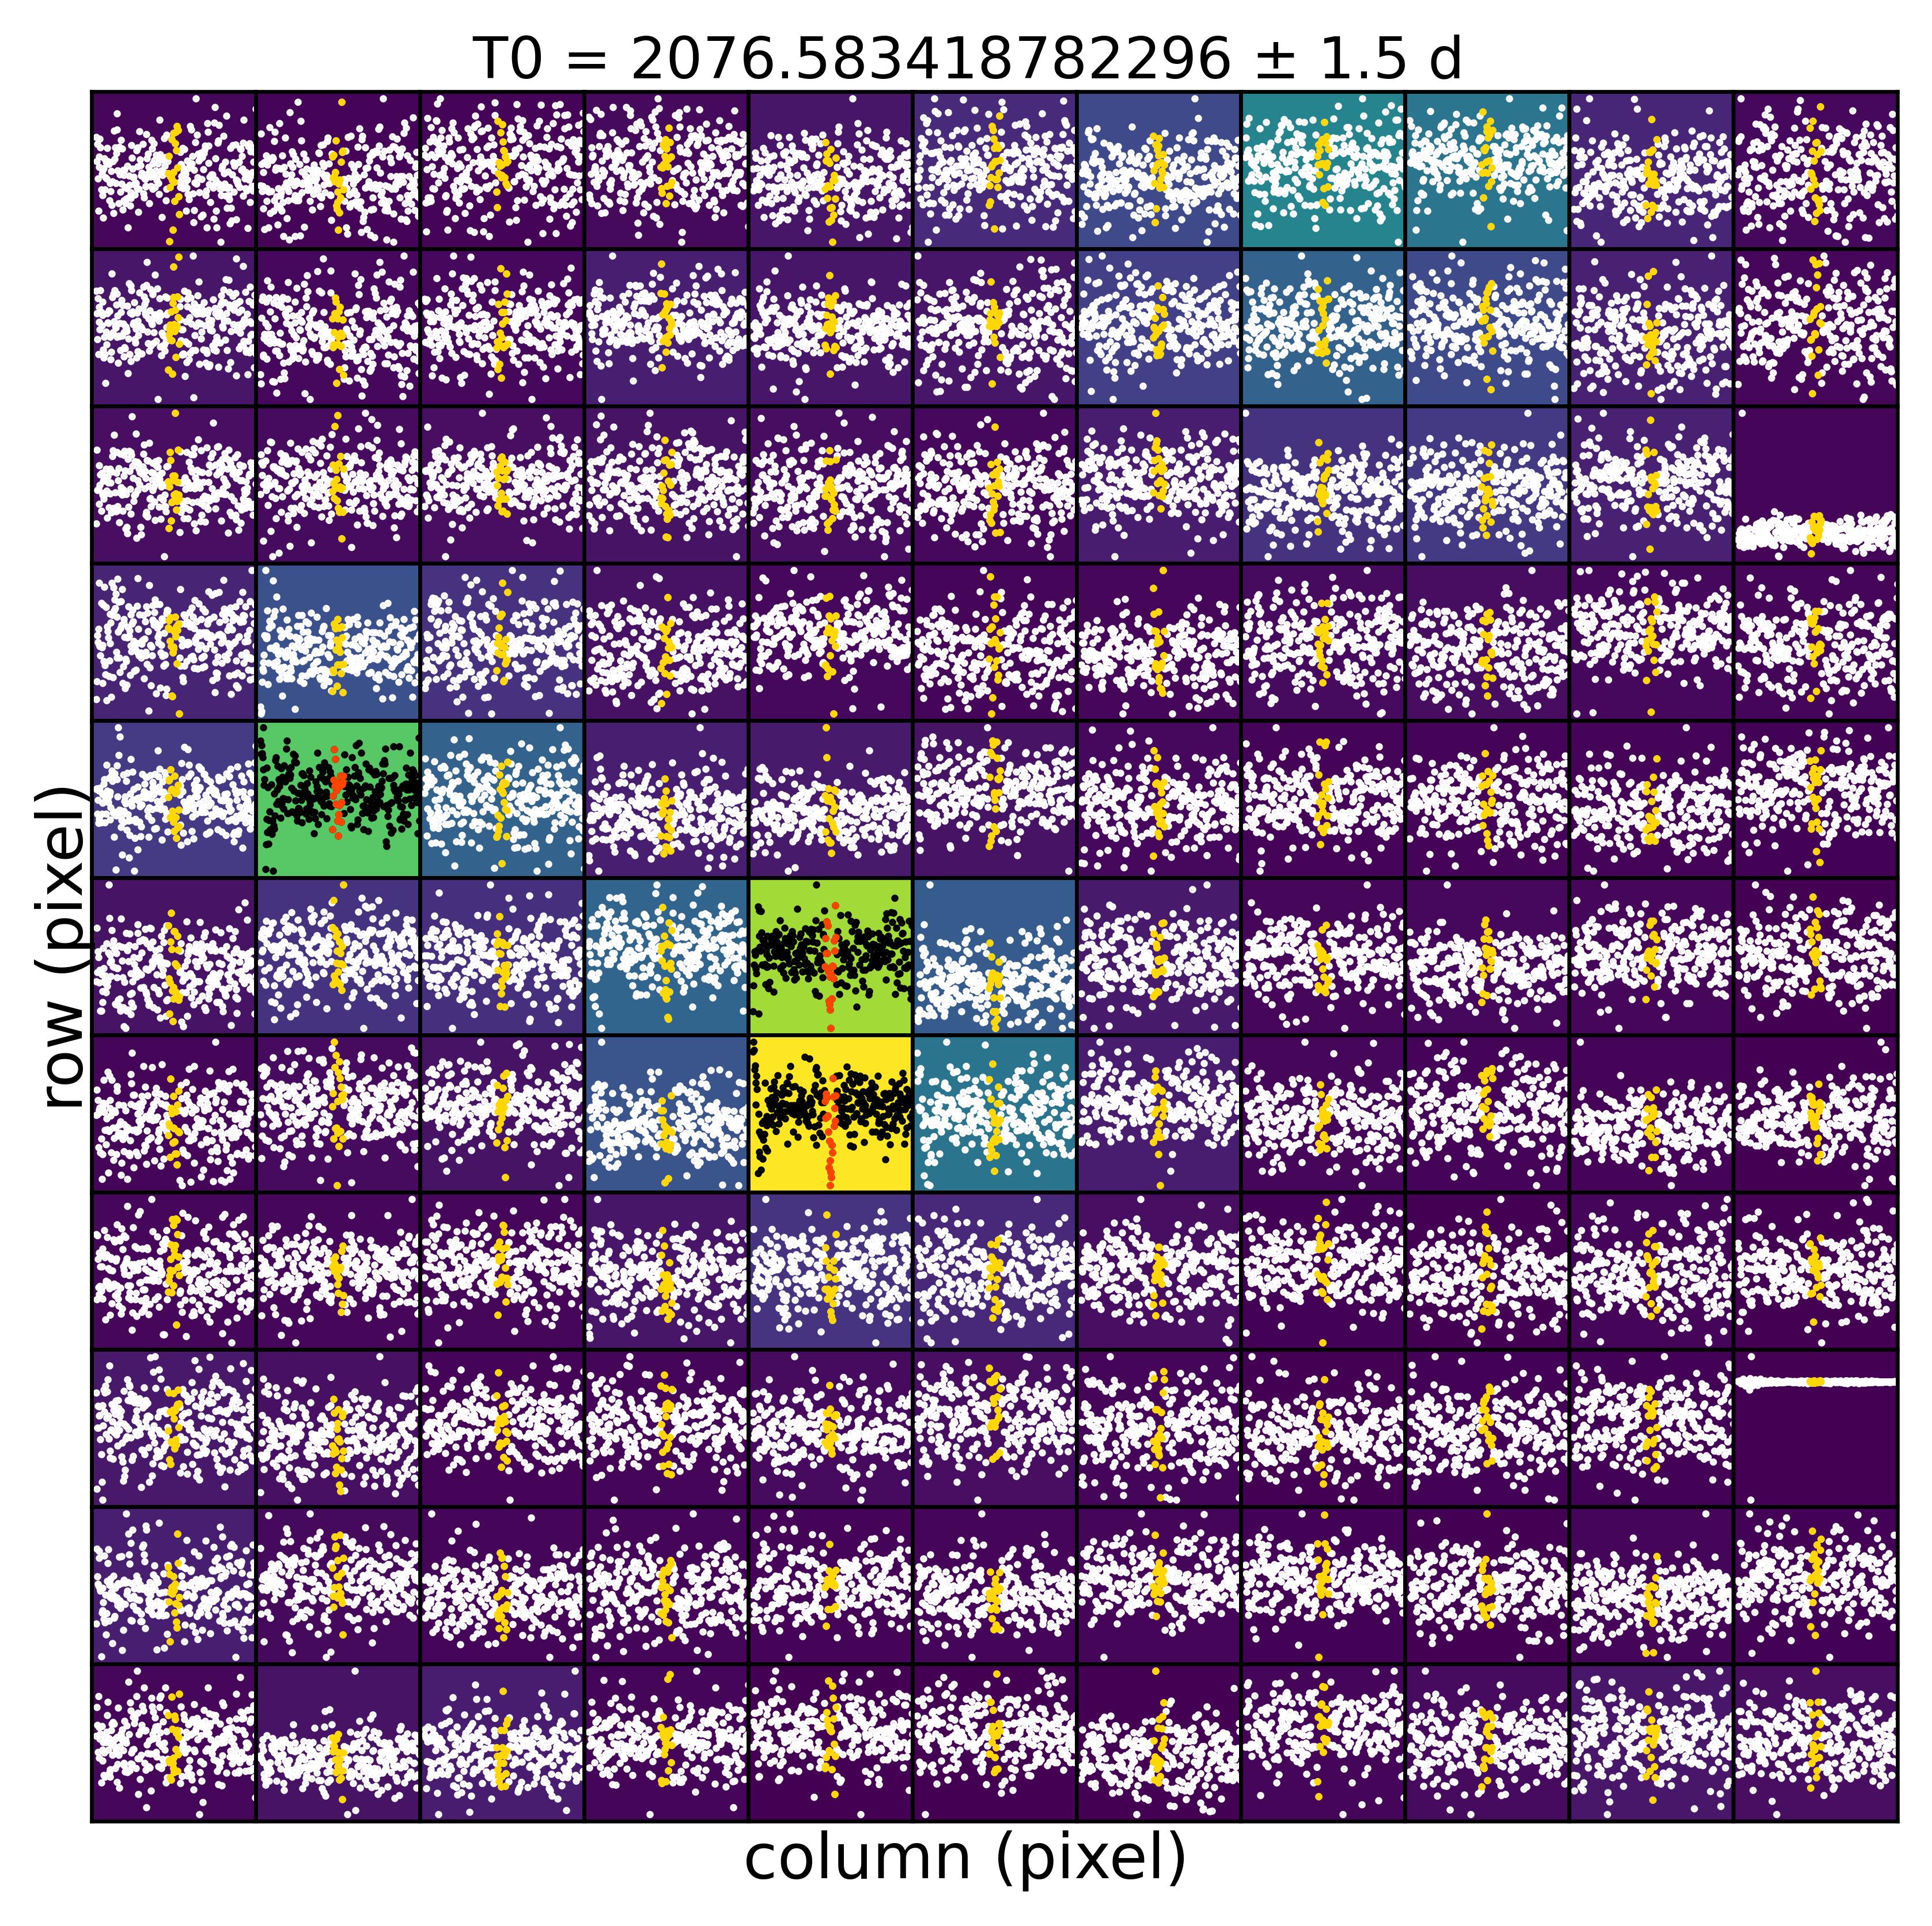 T0 = 2076.583418782296 ± 1.5 d
row (pixel)
column (pixel)